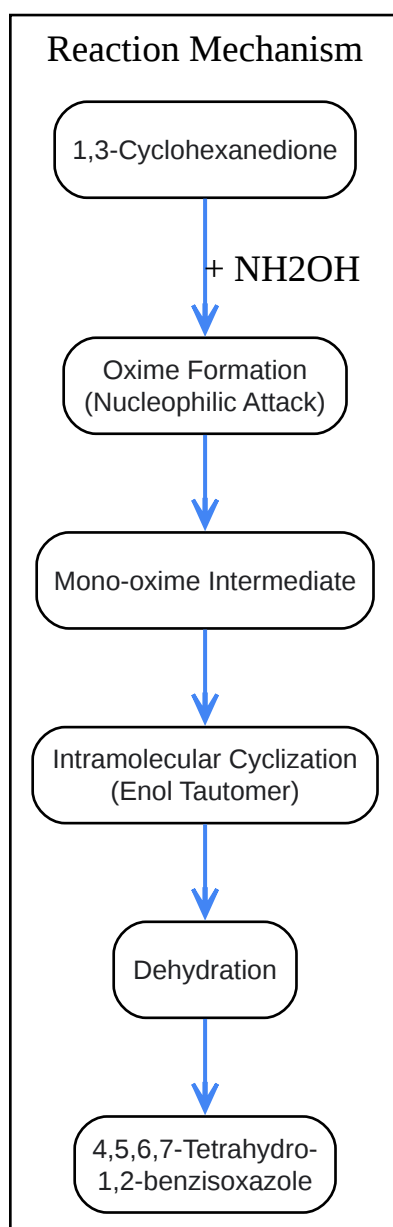 Reaction Mechanism
1,3-Cyclohexanedione
+ NH2OH
Oxime Formation
(Nucleophilic Attack)
Mono-oxime Intermediate
Intramolecular Cyclization
(Enol Tautomer)
Dehydration
4,5,6,7-Tetrahydro-
1,2-benzisoxazole